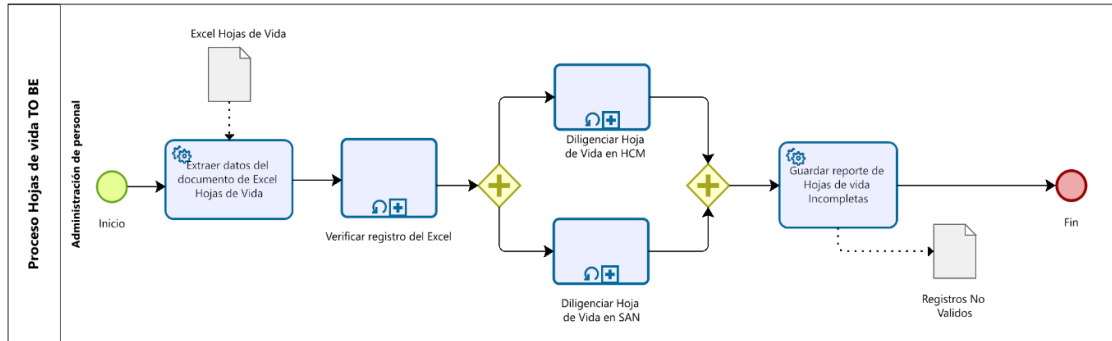 Proceso Hojas de vida TO BE
Administración de personal
Inicio
Excel Hojas de Vida
Extraer datos del
documento de Excel
Hojas de Vida
Verificar registro del Excel
Diligenciar Hoja
de Vida en HCM
Diligenciar Hoja
de Vida en SAN
Guardar reporte de
Hojas de vida
Incompletas
Registros No
Validos
Fin